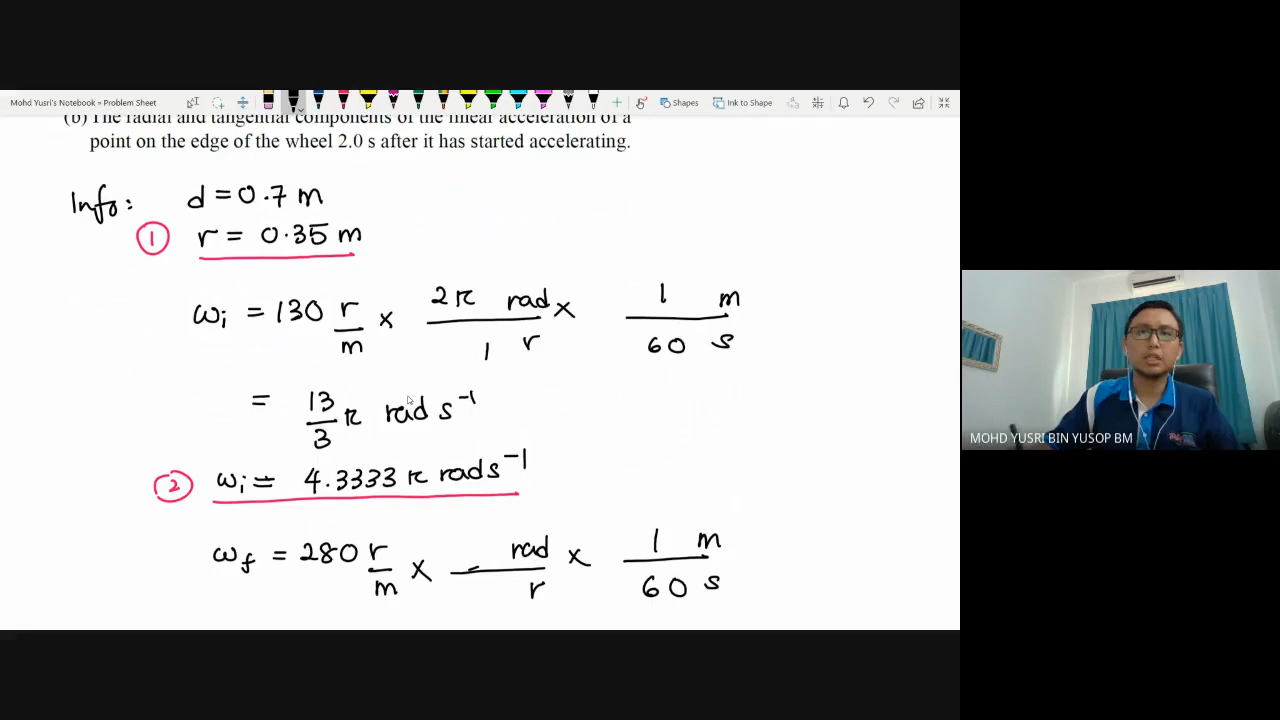 Mohd Yusri's Notebook = Problem Sheet
Shapes
Ink to Shape
(b) The radial and tangential components of the linear acceleration of a
point on the edge of the wheel 2.0 s after it has started accelerating.
Info: d = 0.7 m
① r = 0.35 m
ωi = 130 r/m × 2π rad / 1 r × 1 m / 60 s
= 13/3 π rad s⁻¹
② ωi = 4.3333 π rad s⁻¹
ωf = 280 r/m × rad / r × 1 m / 60 s
MOHD YUSRI BIN YUSOP BM